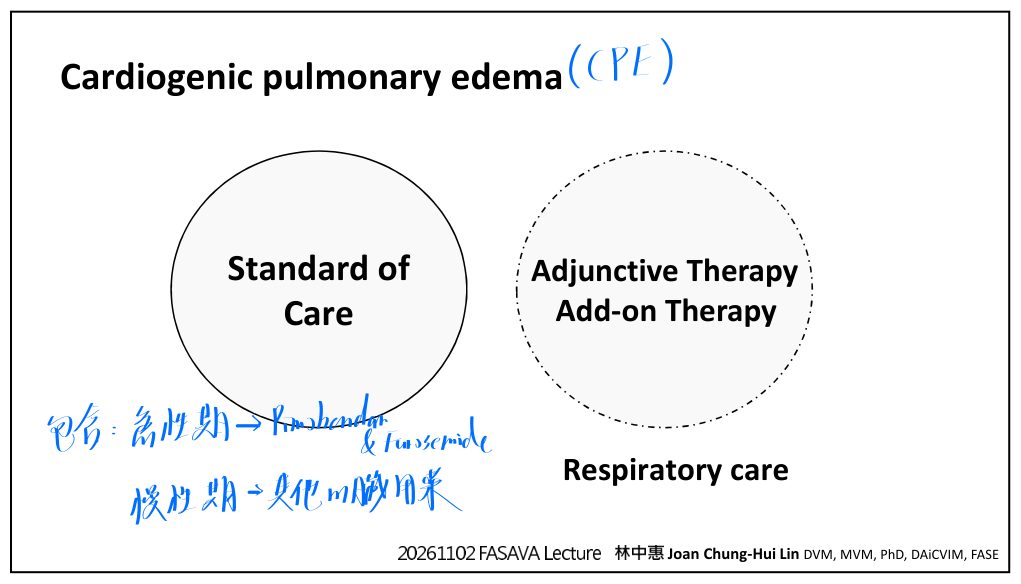 Cardiogenic pulmonary edema (CPE)
Standard of
Care
Adjunctive Therapy
Add-on Therapy
包含：急性期→Pimobendan
& Furosemide
慢性期→其他心臟用藥
Respiratory care
20261102 FASAVA Lecture 林中惠 Joan Chung-Hui Lin DVM, MVM, PhD, DAiCVIM, FASE